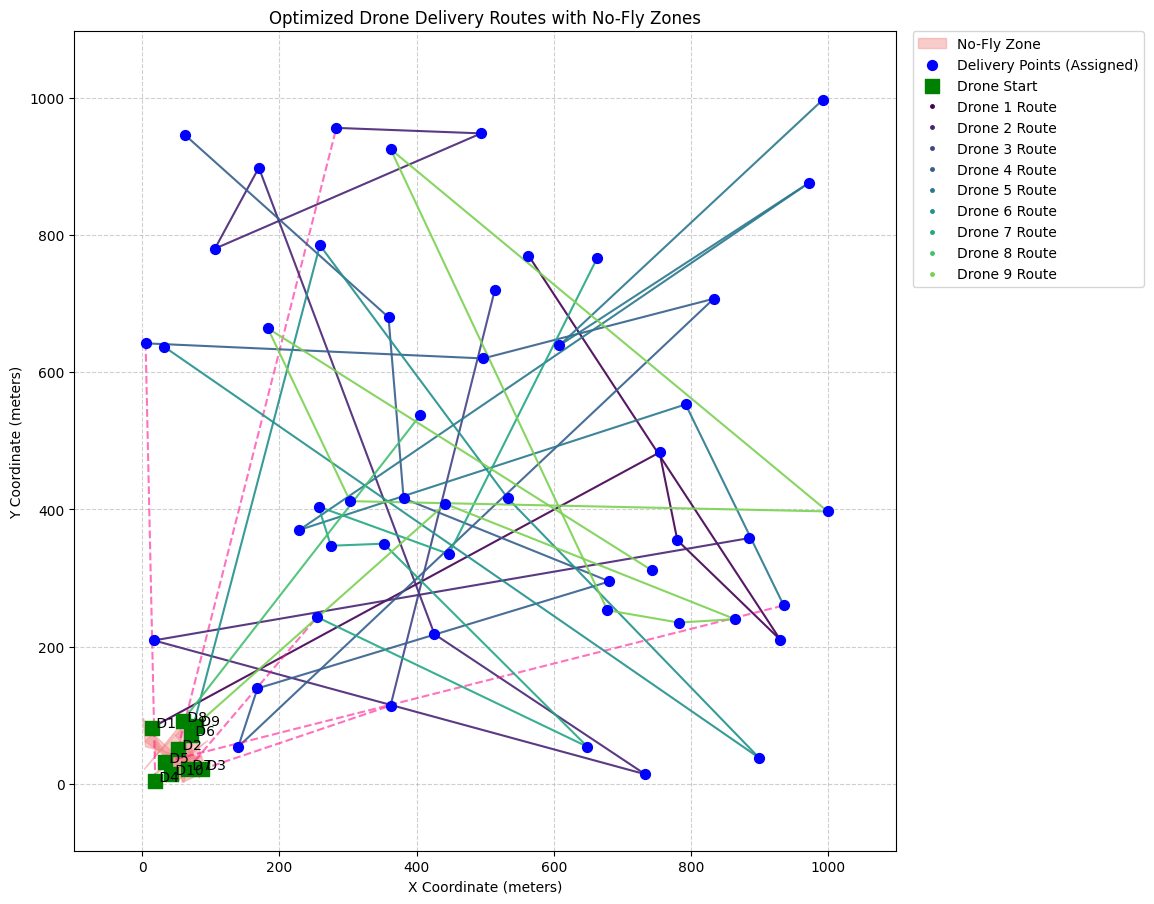 Optimized Drone Delivery Routes with No-Fly Zones
No-Fly Zone
Delivery Points (Assigned)
Drone Start
Drone 1 Route
Drone 2 Route
Drone 3 Route
Drone 4 Route
Drone 5 Route
Drone 6 Route
Drone 7 Route
Drone 8 Route
Drone 9 Route
Y Coordinate (meters)
1000
800
600
400
200
0
D1
D8
D9
D6
D2
D5
D7
D3
D10
D4
0
200
400
600
800
1000
X Coordinate (meters)